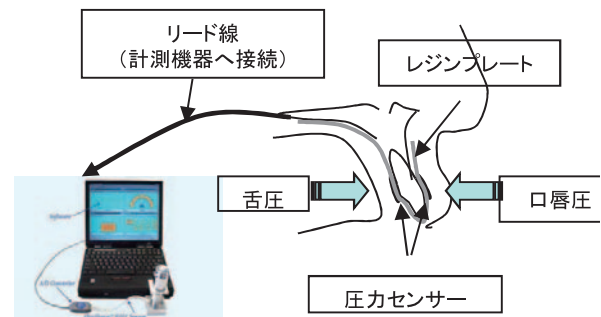 リード線
(計測機器へ接続)
レジンプレート
舌圧
口唇圧
圧力センサー